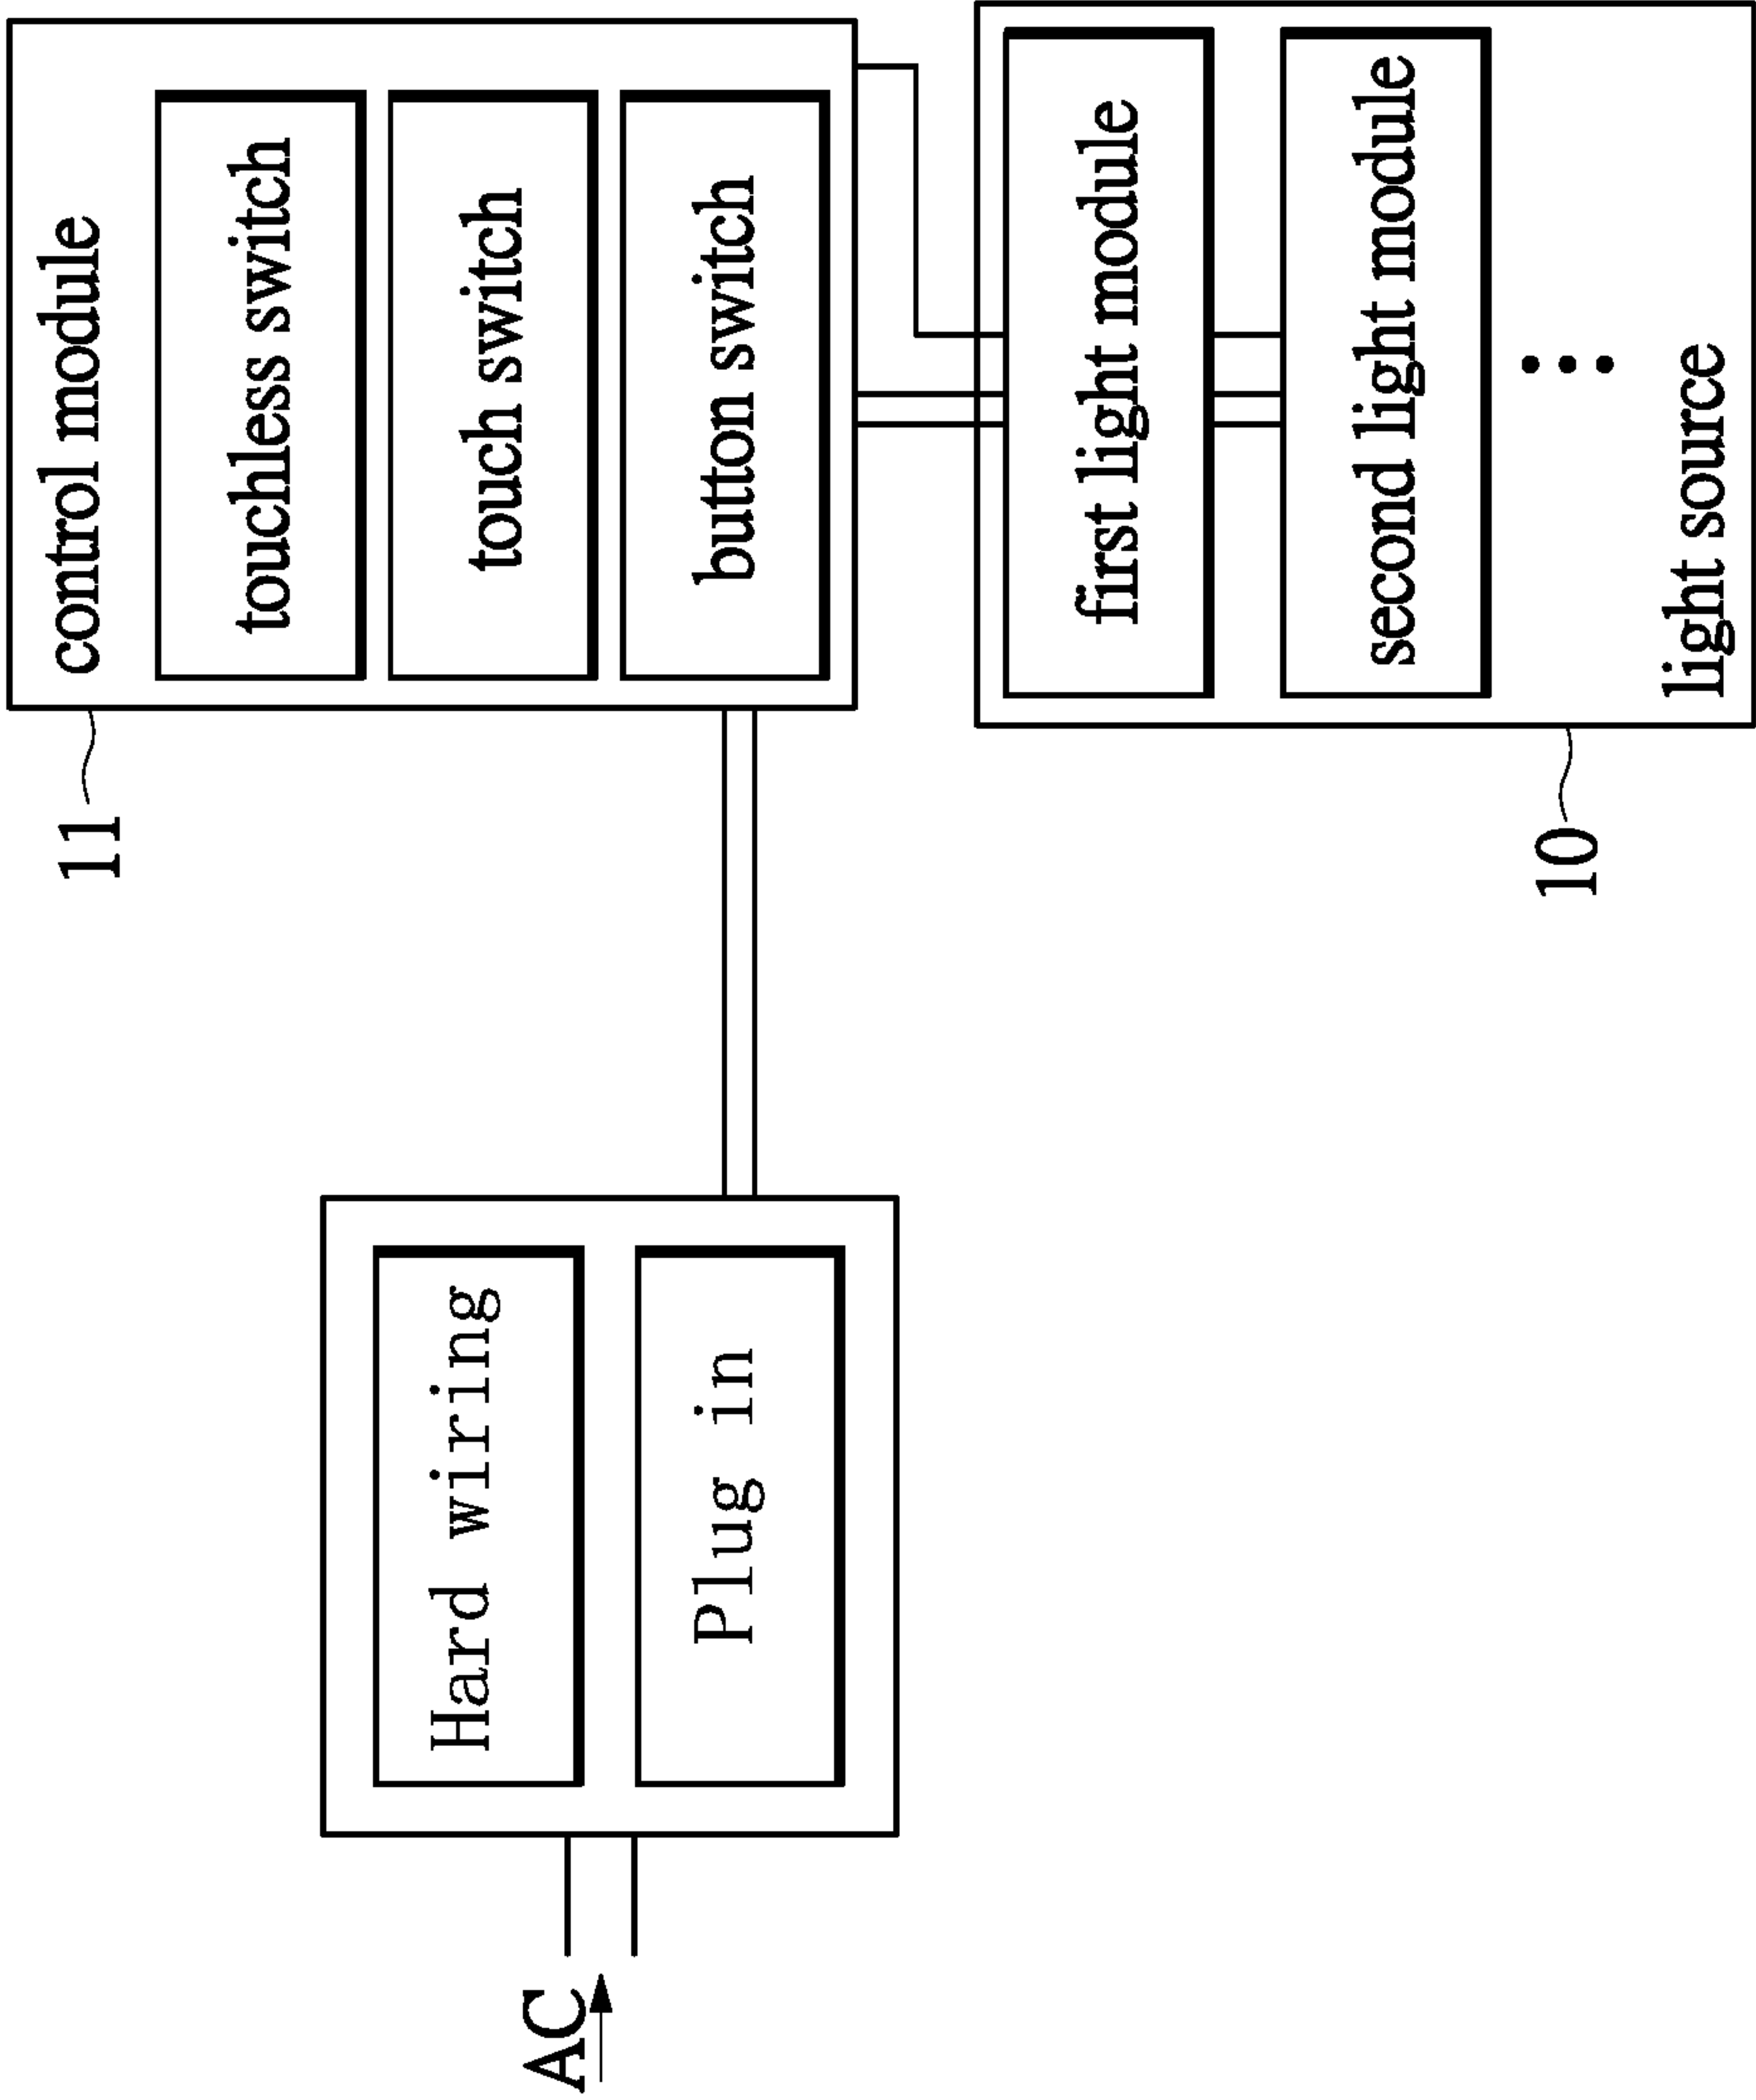 AC
Hard wiring
Plug in
11
control module
touchless switch
touch switch
button switch
10
first light module
second light module
light source